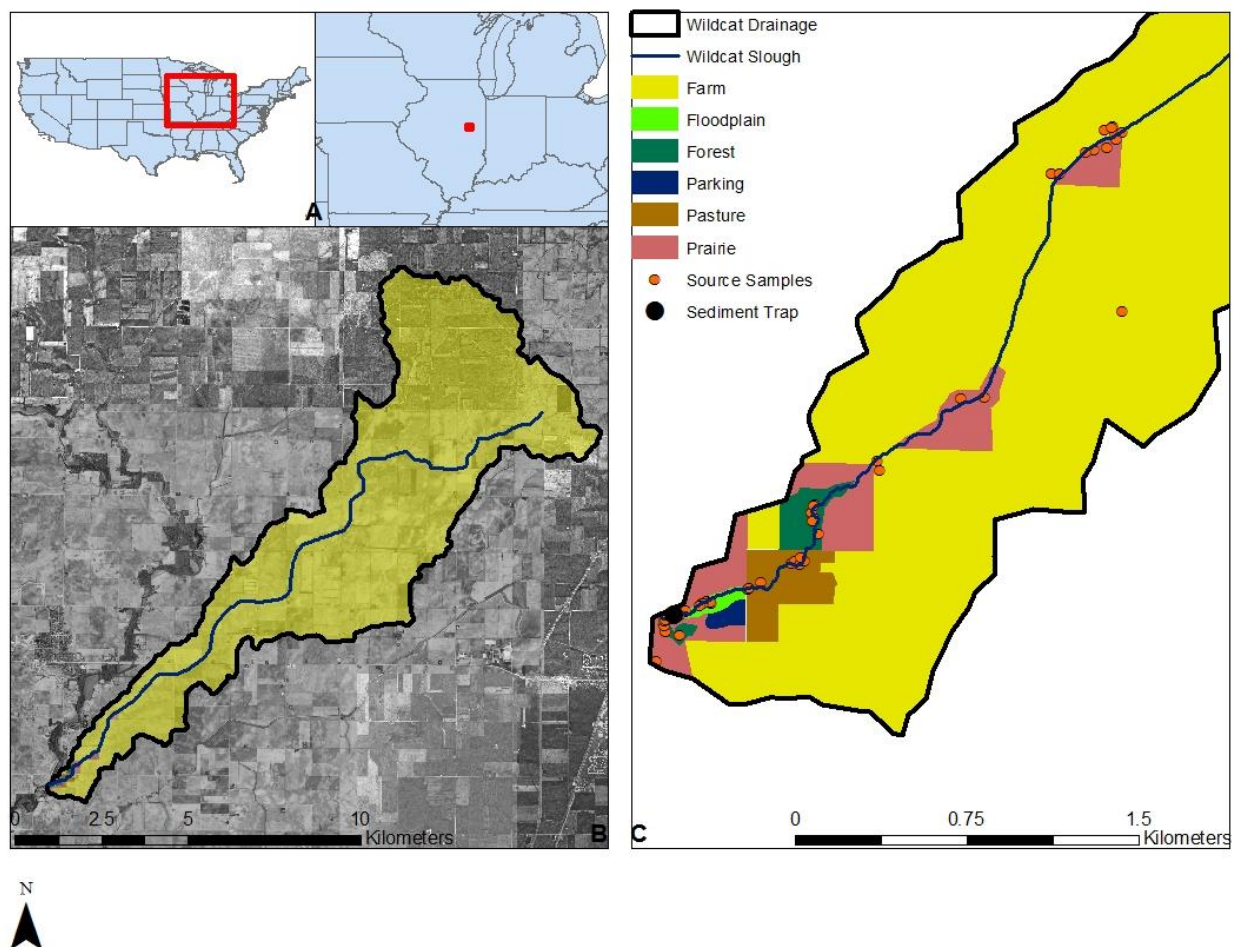 A
Wildcat Drainage
Wildcat Slough
Farm
Floodplain
Forest
Parking
Pasture
Prairie
Source Samples
Sediment Trap
0 2.5 5 10
Kilometers
B
C
0 0.75 1.5
Kilometers
N